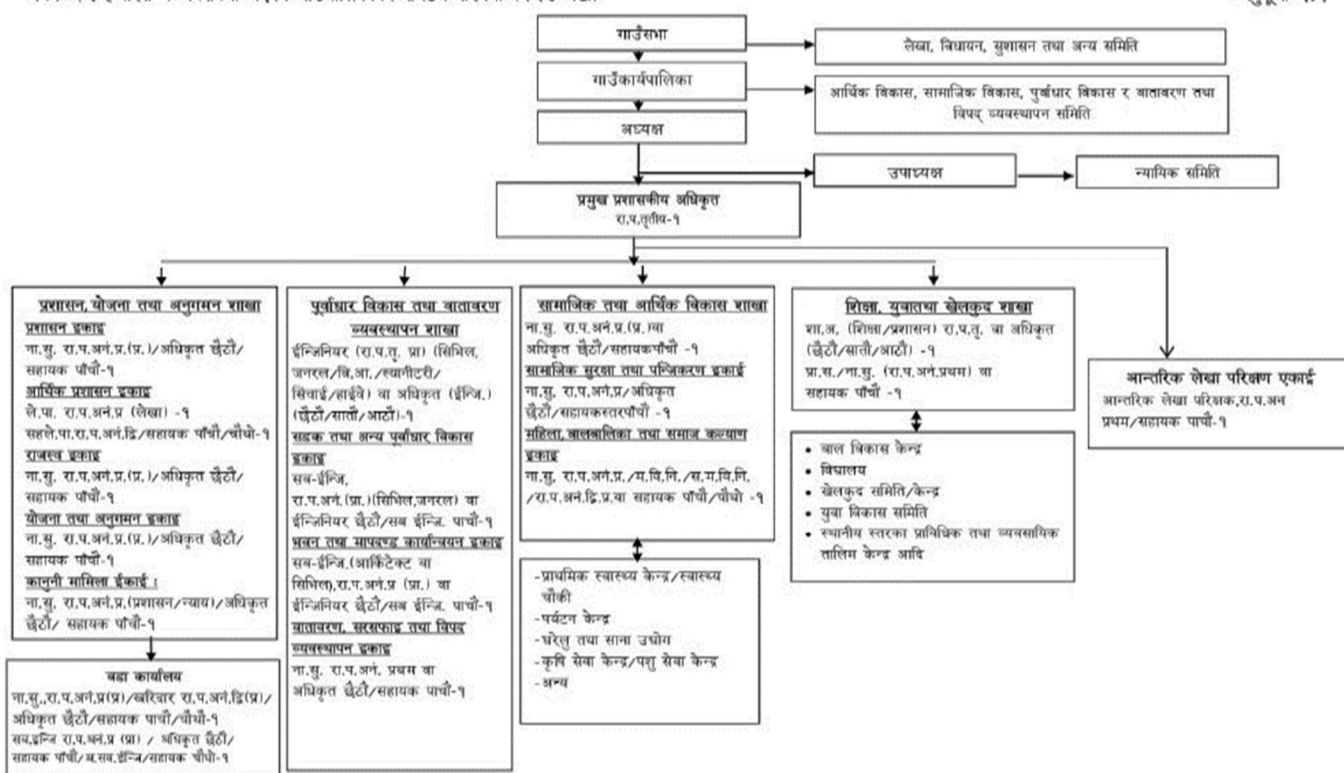 गाउँसभा
लेखा, विधायन, सुशासन तथा अन्य समिति
गाउँकार्यपालिका
आर्थिक विकास, सामाजिक विकास, पुर्वाधार विकास र वातावरण तथा
विपद् व्यवस्थापन समिति
अध्यक्ष
उपाध्यक्ष
न्यायिक समिति
प्रमुख प्रशासकीय अधिकृत
रा.प.तृतीय-१
प्रशासन, योजना तथा अनुगमन शाखा
प्रशासन इकाइ
ना.सु. रा.प.अनं.प्र.(प्र.)/अधिकृत छैठौ/
सहायक पाँचौ-१
आर्थिक प्रशासन इकाइ
ले.पा. रा.प.अनं.प्र (लेखा) -१
सहले.पा.रा.प.अनं.द्वि/सहायक पाँचौ/चौथो-१
राजस्व इकाइ
ना.सु. रा.प.अनं.प्र.(प्र.)/अधिकृत छैठौ/
सहायक पाँचौ-१
योजना तथा अनुगमन इकाइ
ना.सु. रा.प.अनं.प्र.(प्र.)/अधिकृत छैठौ/
सहायक पाँचौ-१
कानुनी मामिला ईकाई :
ना.सु. रा.प.अनं.प्र.(प्रशासन/न्याय)/अधिकृत
छैठौ/ सहायक पाँचौ-१
वडा कार्यालय
ना.सु.,रा.प.अनं.प्र(प्र)/खरिदार रा.प.अनं.द्वि(प्र)/
अधिकृत छैठौ/सहायक पाचौ/चौथौ-१
सब.इन्जि रा.प.अनं.प्र (प्रा) / अधिकृत छैठौ/
सहायक पाँचौ/अ.सब.ईन्जि/सहायक चौथो-१
पूर्वाधार विकास तथा वातावरण
व्यवस्थापन शाखा
ईन्जिनियर (रा.प.तृ. प्रा) (सिभिल,
जनरल/बि.आ./स्यानीटरी/
सिंचाई/हाईवे) वा अधिकृत (ईन्जि.)
(छैठौ/सातौ/आठौ)-१
सडक तथा अन्य पूर्वाधार विकास
इकाइ
सब-ईन्जि,
रा.प.अनं.(प्रा.)(सिभिल,जनरल) वा
ईन्जिनियर छैठौ/सब ईन्जि. पाचौ-१
भवन तथा मापदण्ड कार्यान्वयन इकाइ
सब-ईन्जि.(आर्किटेक्ट वा
सिभिल),रा.प.अनं.प्र (प्रा.) वा
ईन्जिनियर छैठौ/सब ईन्जि. पाचौ-१
वातावरण, सरसफाइ तथा विपद
व्यवस्थापन इकाइ
ना.सु. रा.प.अनं. प्रथम वा
अधिकृत छैठौ/सहायक पाचौ-१
सामाजिक तथा आर्थिक विकास शाखा
ना.सु. रा.प.अनं.प्र.(प्र.)वा
अधिकृत छैठौ/सहायकपाँचौ -१
सामाजिक सुरक्षा तथा पन्जिकरण इकाई
ना.सु. रा.प.अनं.प्र/अधिकृत
छैठौ/सहायकस्तरपाँचौ -१
महिला, बालबालिका तथा समाज कल्याण
इकाइ
ना.सु. रा.प.अनं.प्र./म.वि.नि./स.म.वि.नि.
/रा.प.अनं.द्वि.प्र.वा सहायक पाँचौ/चौथो -१
-प्राथमिक स्वास्थ्य केन्द्र/स्वास्थ्य
चौकी
-पर्यटन केन्द्र
-घरेलु तथा साना उद्योग
-कृषि सेवा केन्द्र/पशु सेवा केन्द्र
-अन्य
शिक्षा, युवातथा खेलकुद शाखा
शा.अ. (शिक्षा/प्रशासन) रा.प.तृ. वा अधिकृत
(छैठौ/सातौ/आठौ) -१
प्रा.स./ना.सु. (रा.प.अनं.प्रथम) वा
सहायक पाँचौ -१
• बाल विकास केन्द्र
• विद्यालय
• खेलकुद समिति/केन्द्र
• युवा विकास समिति
• स्थानीय स्तरका प्राविधिक तथा व्यवसायिक
तालिम केन्द्र आदि
आन्तरिक लेखा परिक्षण एकाई
आन्तरिक लेखा परिक्षक,रा.प.अन
प्रथम/सहायक पाचौ-१